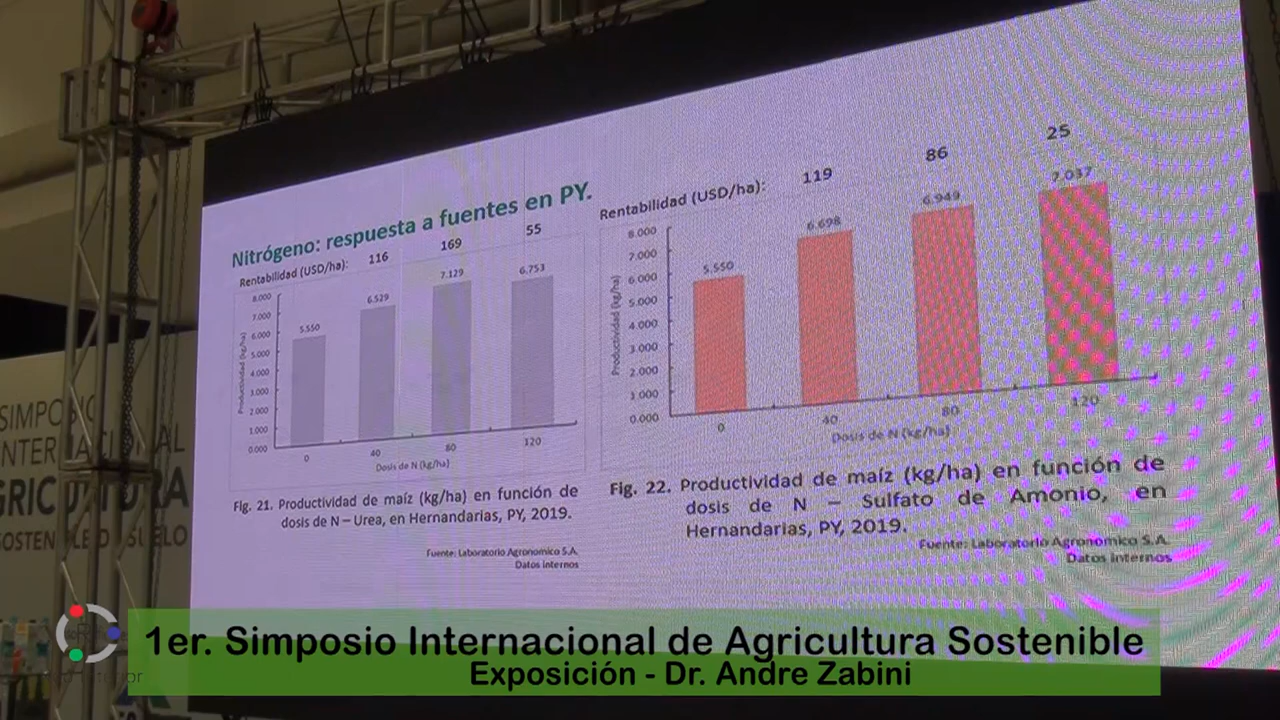 Nitrógeno: respuesta a fuentes en PY.
Rentabilidad (USD/ha): 116 169 55
8.000
7.000
6.000
5.000
4.000
3.000
2.000
1.000
0.000
Productividad (kg/ha)
5.550
6.529
7.129
6.753
0 40 80 120
Dosis de N (kg/ha)
Fig. 21. Productividad de maíz (kg/ha) en función de
dosis de N – Urea, en Hernandarias, PY, 2019.
Fuente: Laboratorio Agronomico S.A.
Datos internos
Rentabilidad (USD/ha): 119 86 25
8.000
7.000
6.000
5.000
4.000
3.000
2.000
1.000
0.000
Productividad (kg/ha)
5.550
6.698
6.949
7.037
0 40 80 120
Dosis de N (kg/ha)
Fig. 22. Productividad de maíz (kg/ha) en función de
dosis de N – Sulfato de Amonio, en
Hernandarias, PY, 2019.
Fuente: Laboratorio Agronomico S.A.
Datos internos
1er. Simposio Internacional de Agricultura Sostenible
Exposición - Dr. Andre Zabini